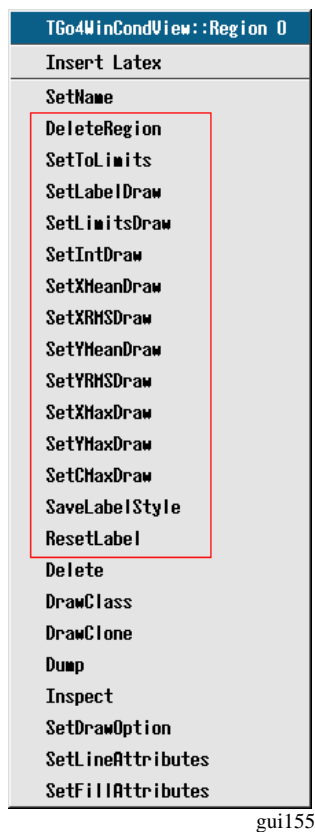 TGo4WinCondView::Region 0
Insert Latex
SetName
DeleteRegion
SetToLimits
SetLabelDraw
SetLimitsDraw
SetIntDraw
SetXMeanDraw
SetXRMSDraw
SetYMeanDraw
SetYRMSDraw
SetXMaxDraw
SetYMaxDraw
SetCMaxDraw
SaveLabelStyle
ResetLabel
Delete
DrawClass
DrawClone
Dump
Inspect
SetDrawOption
SetLineAttributes
SetFillAttributes
gui155